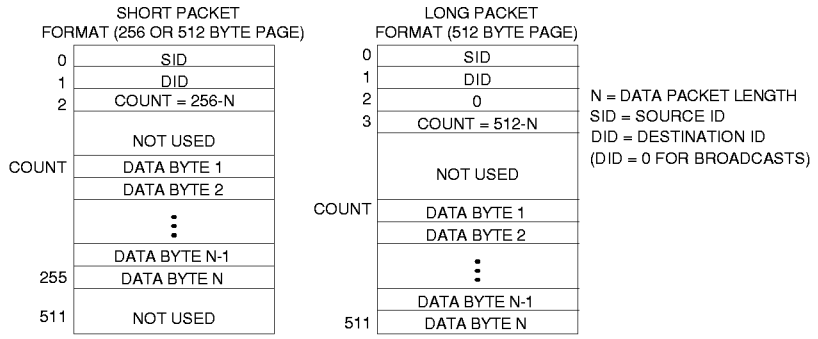 SHORT PACKET
FORMAT (256 OR 512 BYTE PAGE)
0 SID
1 DID
2 COUNT = 256-N
NOT USED
COUNT DATA BYTE 1
DATA BYTE 2
DATA BYTE N-1
255 DATA BYTE N
511 NOT USED
LONG PACKET
FORMAT (512 BYTE PAGE)
0 SID
1 DID
2 0
3 COUNT = 512-N
NOT USED
COUNT DATA BYTE 1
DATA BYTE 2
DATA BYTE N-1
511 DATA BYTE N
N = DATA PACKET LENGTH
SID = SOURCE ID
DID = DESTINATION ID
(DID = 0 FOR BROADCASTS)